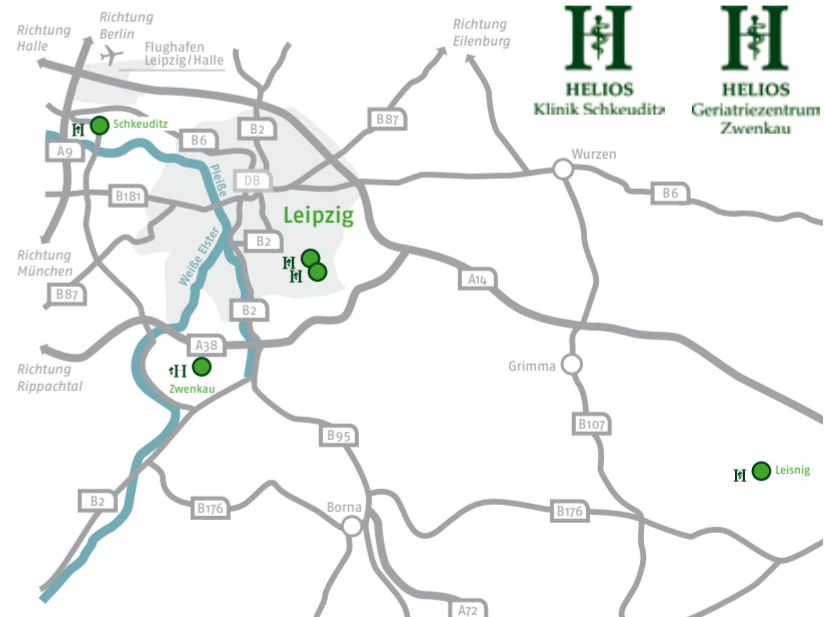 Richtung
Halle
Richtung
Berlin
Flughafen
Leipzig/Halle
Richtung
Eilenburg
H
HELIOS
Klinik Schkeuditz
H
HELIOS
Geriatriezentrum
Zwenkau
H
Schkeuditz
B6
B2
B87
A9
Pleiße
DB
Wurzen
B6
B181
Leipzig
B2
Weiße Elster
H
H
Richtung
München
B87
B2
A14
A38
H
Zwenkau
Richtung
Rippachtal
Grimma
B107
B95
H
Leisnig
B2
B176
Borna
B176
A72